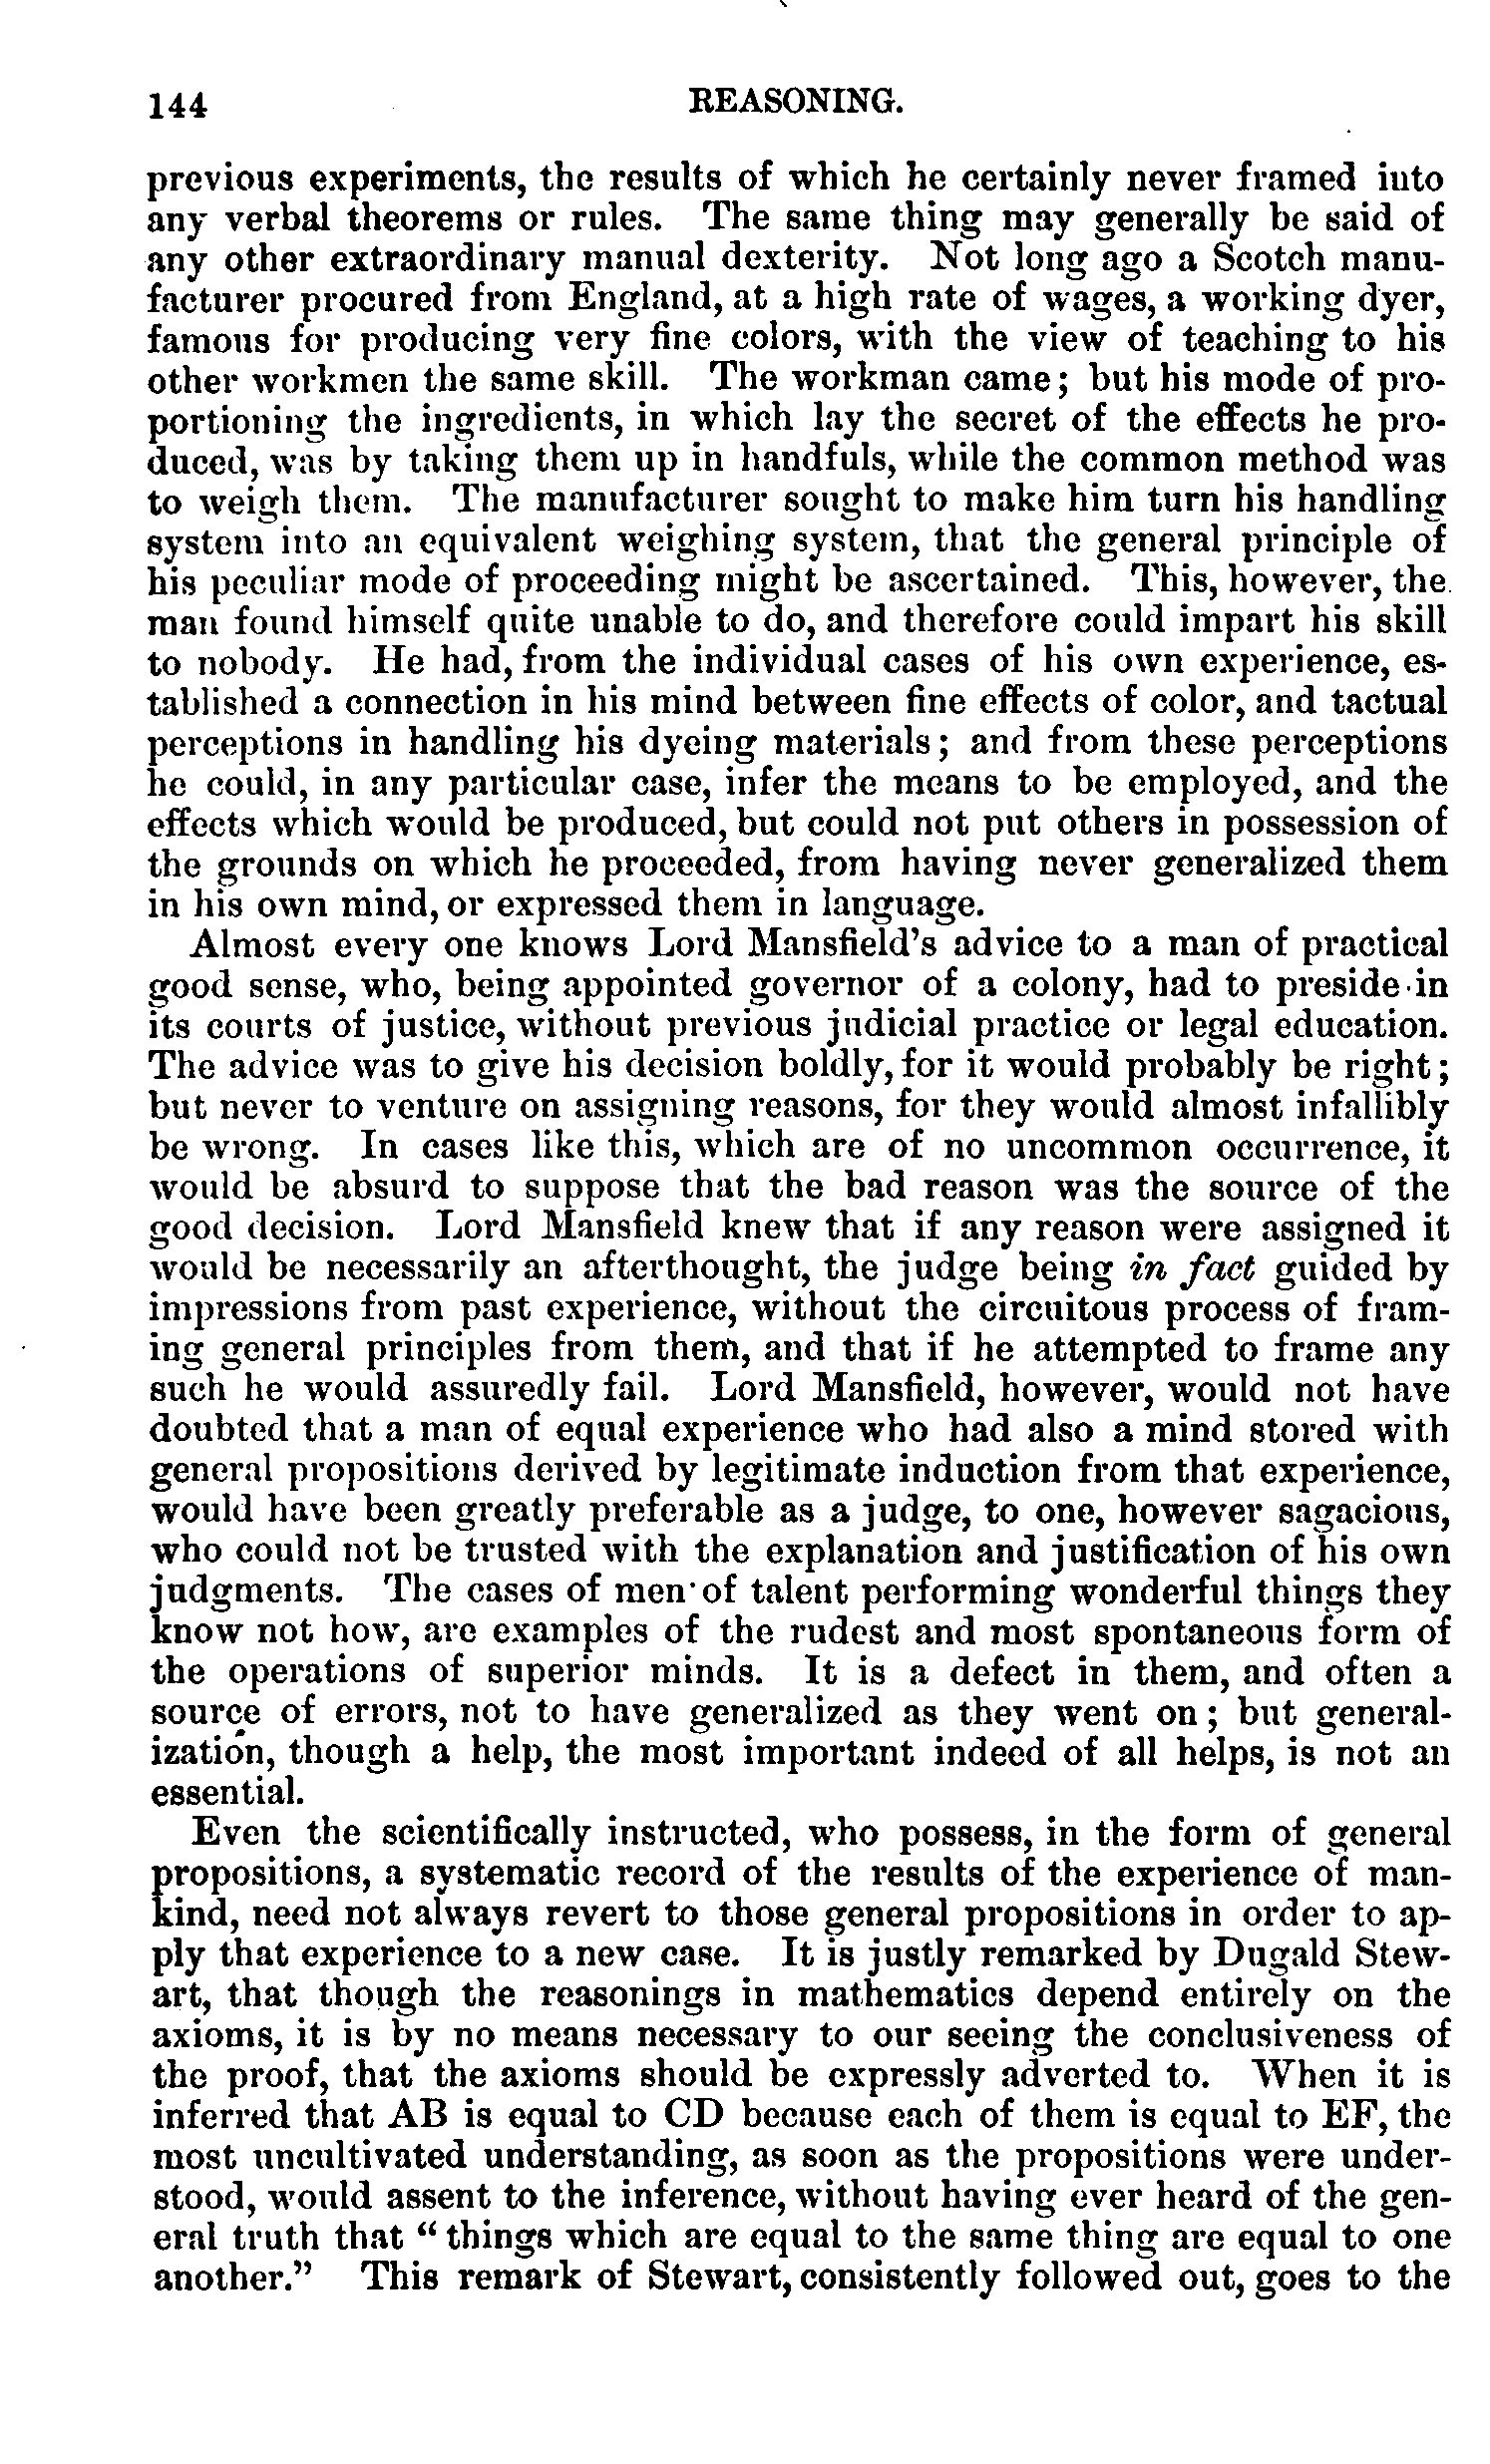 144 REASONING.
previous experiments, the results of which he certainly never framed into
any verbal theorems or rules. The same thing may generally be said of
any other extraordinary manual dexterity. Not long ago a Scotch manu-
facturer procured from England, at a high rate of wages, a working dyer,
famous for producing very fine colors, with the view of teaching to his
other workmen the same skill. The workman came; but his mode of pro-
portioning the ingredients, in which lay the secret of the effects he pro-
duced, was by taking them up in handfuls, while the common method was
to weigh them. The manufacturer sought to make him turn his handling
system into an equivalent weighing system, that the general principle of
his peculiar mode of proceeding might be ascertained. This, however, the
man found himself quite unable to do, and therefore could impart his skill
to nobody. He had, from the individual cases of his own experience, es-
tablished a connection in his mind between fine effects of color, and tactual
perceptions in handling his dyeing materials; and from these perceptions
he could, in any particular case, infer the means to be employed, and the
effects which would be produced, but could not put others in possession of
the grounds on which he proceeded, from having never generalized them
in his own mind, or expressed them in language.
Almost every one knows Lord Mansfield's advice to a man of practical
good sense, who, being appointed governor of a colony, had to preside in
its courts of justice, without previous judicial practice or legal education.
The advice was to give his decision boldly, for it would probably be right;
but never to venture on assigning reasons, for they would almost infallibly
be wrong. In cases like this, which are of no uncommon occurrence, it
would be absurd to suppose that the bad reason was the source of the
good decision. Lord Mansfield knew that if any reason were assigned it
would be necessarily an afterthought, the judge being in fact guided by
impressions from past experience, without the circuitous process of fram-
ing general principles from them, and that if he attempted to frame any
such he would assuredly fail. Lord Mansfield, however, would not have
doubted that a man of equal experience who had also a mind stored with
general propositions derived by legitimate induction from that experience,
would have been greatly preferable as a judge, to one, however sagacious,
who could not be trusted with the explanation and justification of his own
judgments. The cases of men of talent performing wonderful things they
know not how, are examples of the rudest and most spontaneous form of
the operations of superior minds. It is a defect in them, and often a
source of errors, not to have generalized as they went on; but general-
ization, though a help, the most important indeed of all helps, is not an
essential.
Even the scientifically instructed, who possess, in the form of general
propositions, a systematic record of the results of the experience of man-
kind, need not always revert to those general propositions in order to ap-
ply that experience to a new case. It is justly remarked by Dugald Stew-
art, that though the reasonings in mathematics depend entirely on the
axioms, it is by no means necessary to our seeing the conclusiveness of
the proof, that the axioms should be expressly adverted to. When it is
inferred that AB is equal to CD because each of them is equal to EF, the
most uncultivated understanding, as soon as the propositions were under-
stood, would assent to the inference, without having ever heard of the gen-
eral truth that "things which are equal to the same thing are equal to one
another." This remark of Stewart, consistently followed out, goes to the